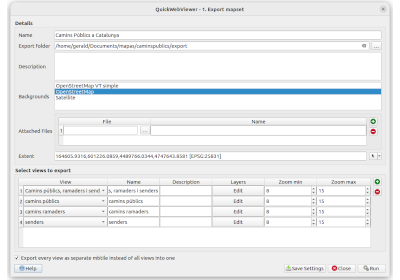 QuickWebViewer - 1. Export mapset
Details
Name Camins Públics a Catalunya
Export folder /home/gerald/Documents/mapas/caminspublics/export ...
Description
Backgrounds
OpenStreetMap VT simple
OpenStreetMap
Satellite
File Name
Attached Files 1 ...
Extent 164605.9316,601226.0859,4489766.0344,4747643.8581 [EPSG:25831]
Select views to export
View Name Description Layers Zoom min Zoom max
1 Camins públics, ramaders i send s, ramaders i senders Edit 8 15
2 camins públics camins públics Edit 8 15
3 camins ramaders camins ramaders Edit 8 15
4 senders senders Edit 8 15
✓ Export every view as separate mbtile instead of all views into one
Help Save Settings Close Run